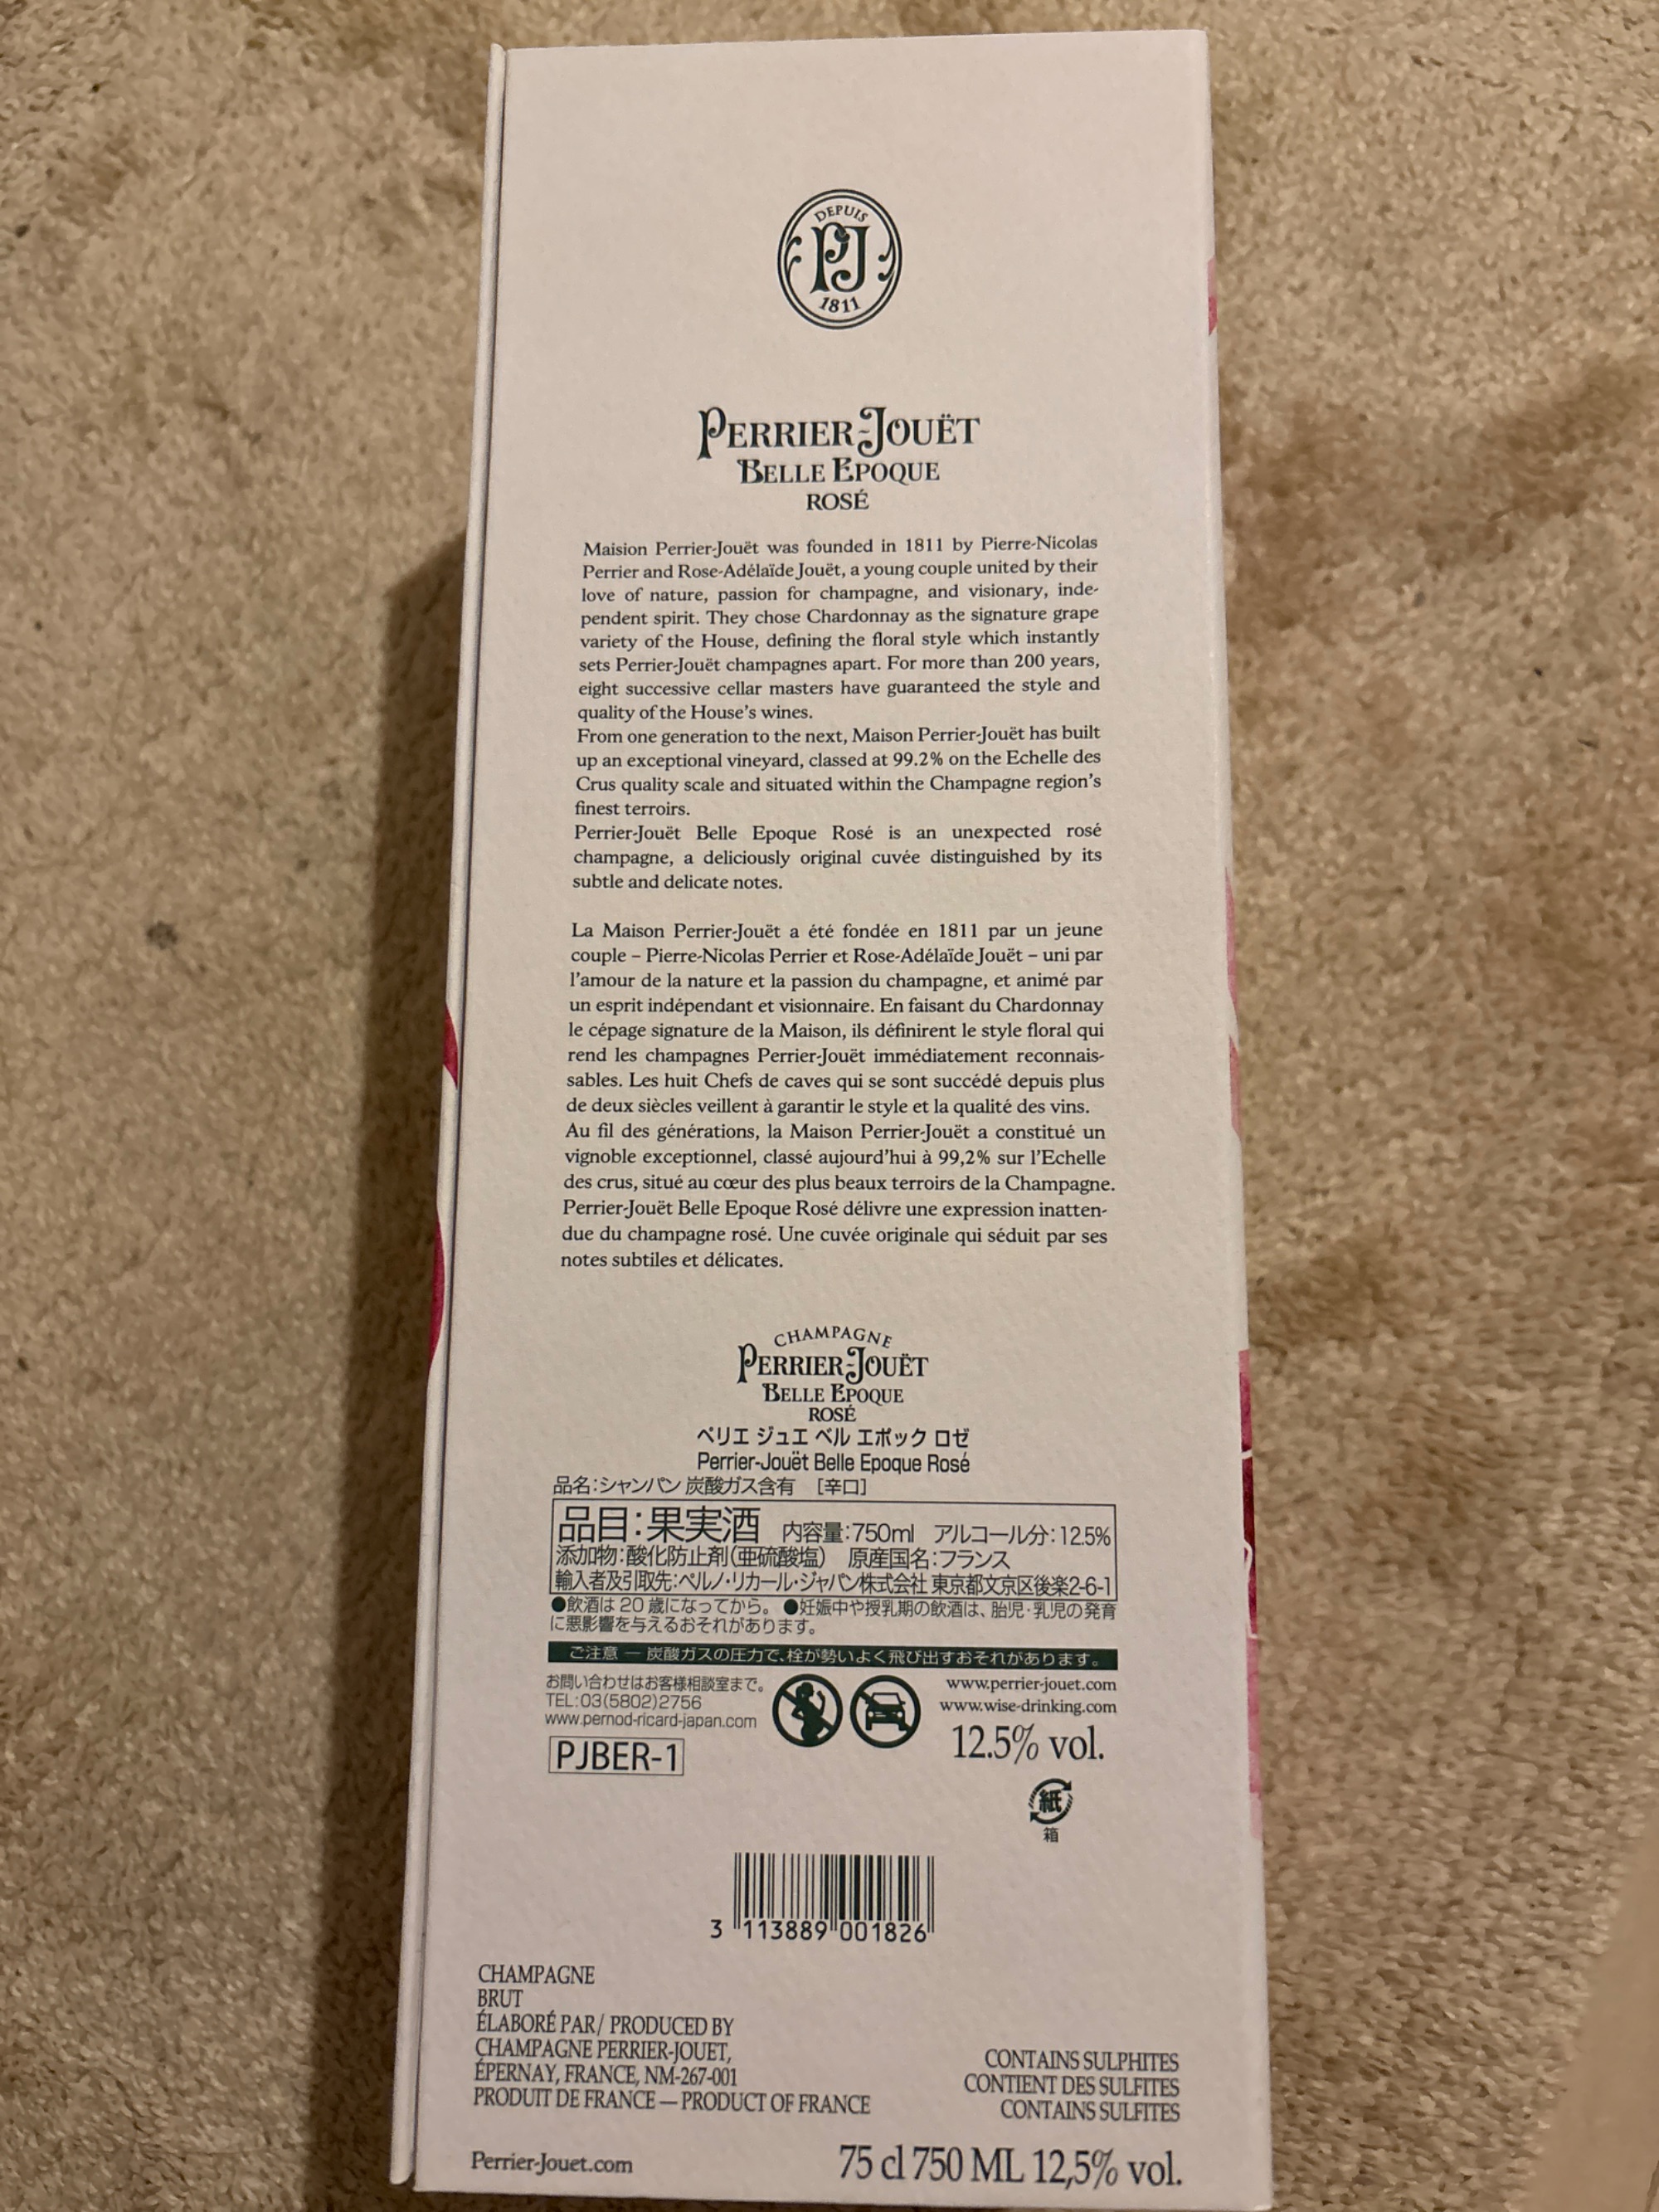 DEPUIS
PJ
1811
PERRIER-JOUËT
BELLE EPOQUE
ROSÉ
Maision Perrier-Jouët was founded in 1811 by Pierre-Nicolas
Perrier and Rose-Adélaïde Jouët, a young couple united by their
love of nature, passion for champagne, and visionary, inde-
pendent spirit. They chose Chardonnay as the signature grape
variety of the House, defining the floral style which instantly
sets Perrier-Jouët champagnes apart. For more than 200 years,
eight successive cellar masters have guaranteed the style and
quality of the House's wines.
From one generation to the next, Maison Perrier-Jouët has built
up an exceptional vineyard, classed at 99.2% on the Echelle des
Crus quality scale and situated within the Champagne region's
finest terroirs.
Perrier-Jouët Belle Epoque Rosé is an unexpected rosé
champagne, a deliciously original cuvée distinguished by its
subtle and delicate notes.
La Maison Perrier-Jouët a été fondée en 1811 par un jeune
couple – Pierre-Nicolas Perrier et Rose-Adélaïde Jouët – uni par
l'amour de la nature et la passion du champagne, et animé par
un esprit indépendant et visionnaire. En faisant du Chardonnay
le cépage signature de la Maison, ils définirent le style floral qui
rend les champagnes Perrier-Jouët immédiatement reconnais-
sables. Les huit Chefs de caves qui se sont succédé depuis plus
de deux siècles veillent à garantir le style et la qualité des vins.
Au fil des générations, la Maison Perrier-Jouët a constitué un
vignoble exceptionnel, classé aujourd'hui à 99,2% sur l'Echelle
des crus, situé au cœur des plus beaux terroirs de la Champagne.
Perrier-Jouët Belle Epoque Rosé délivre une expression inatten-
due du champagne rosé. Une cuvée originale qui séduit par ses
notes subtiles et délicates.
CHAMPAGNE
PERRIER-JOUËT
BELLE EPOQUE
ROSÉ
ペリエ ジュエ ベル エポック ロゼ
Perrier-Jouët Belle Epoque Rosé
品名:シャンパン 炭酸ガス含有 [辛口]
品目:果実酒 内容量:750ml アルコール分:12.5%
添加物:酸化防止剤(亜硫酸塩) 原産国名:フランス
輸入者及引取先:ペルノ・リカール・ジャパン株式会社 東京都文京区後楽2-6-1
●飲酒は20歳になってから。 ●妊娠中や授乳期の飲酒は、胎児・乳児の発育
に悪影響を与えるおそれがあります。
ご注意 — 炭酸ガスの圧力で、栓が勢いよく飛び出すおそれがあります。
お問い合わせはお客様相談室まで。
TEL:03(5802)2756
www.pernod-ricard-japan.com
PJBER-1
www.perrier-jouet.com
www.wise-drinking.com
12.5% vol.
紙
箱
3 113889 001826
CHAMPAGNE
BRUT
ÉLABORÉ PAR/ PRODUCED BY
CHAMPAGNE PERRIER-JOUET,
ÉPERNAY, FRANCE, NM-267-001
PRODUIT DE FRANCE — PRODUCT OF FRANCE
CONTAINS SULPHITES
CONTIENT DES SULFITES
CONTAINS SULFITES
Perrier-Jouet.com
75 cl 750 ML 12,5% vol.